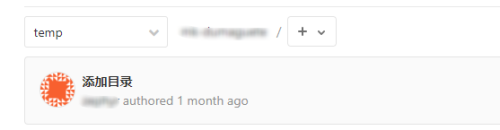 temp / +
添加目录
authored 1 month ago